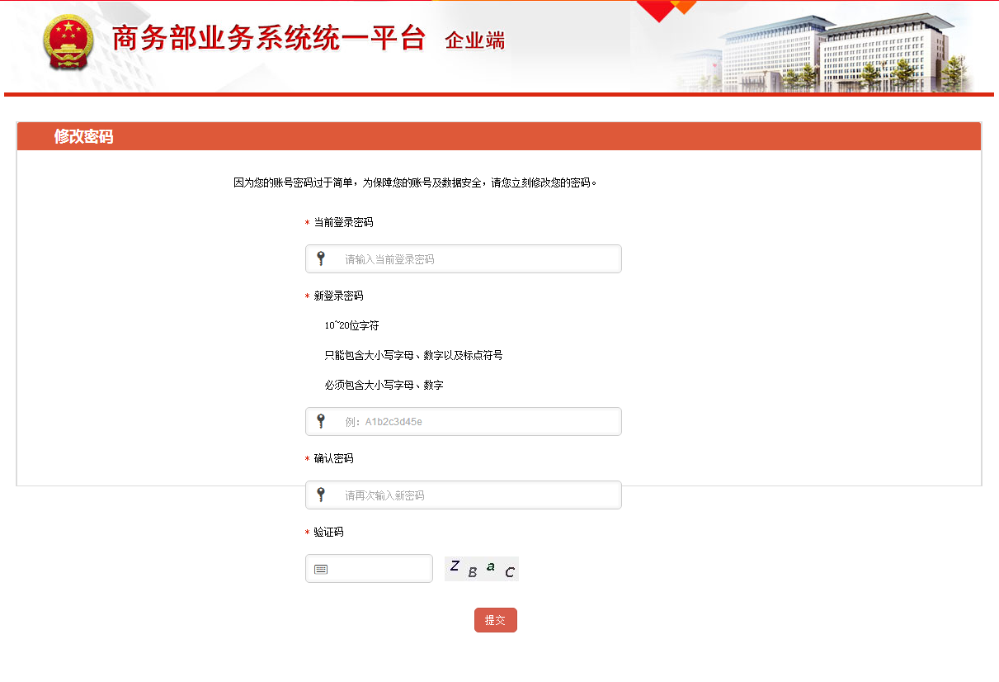 商务部业务系统统一平台 企业端
修改密码
因为您的账号密码过于简单，为保障您的账号及数据安全，请您立刻修改您的密码。
* 当前登录密码
请输入当前登录密码
* 新登录密码
10~20位字符
只能包含大小写字母、数字以及标点符号
必须包含大小写字母、数字
例：A1b2c3d45e
* 确认密码
请再次输入新密码
* 验证码
Z B a C
提交